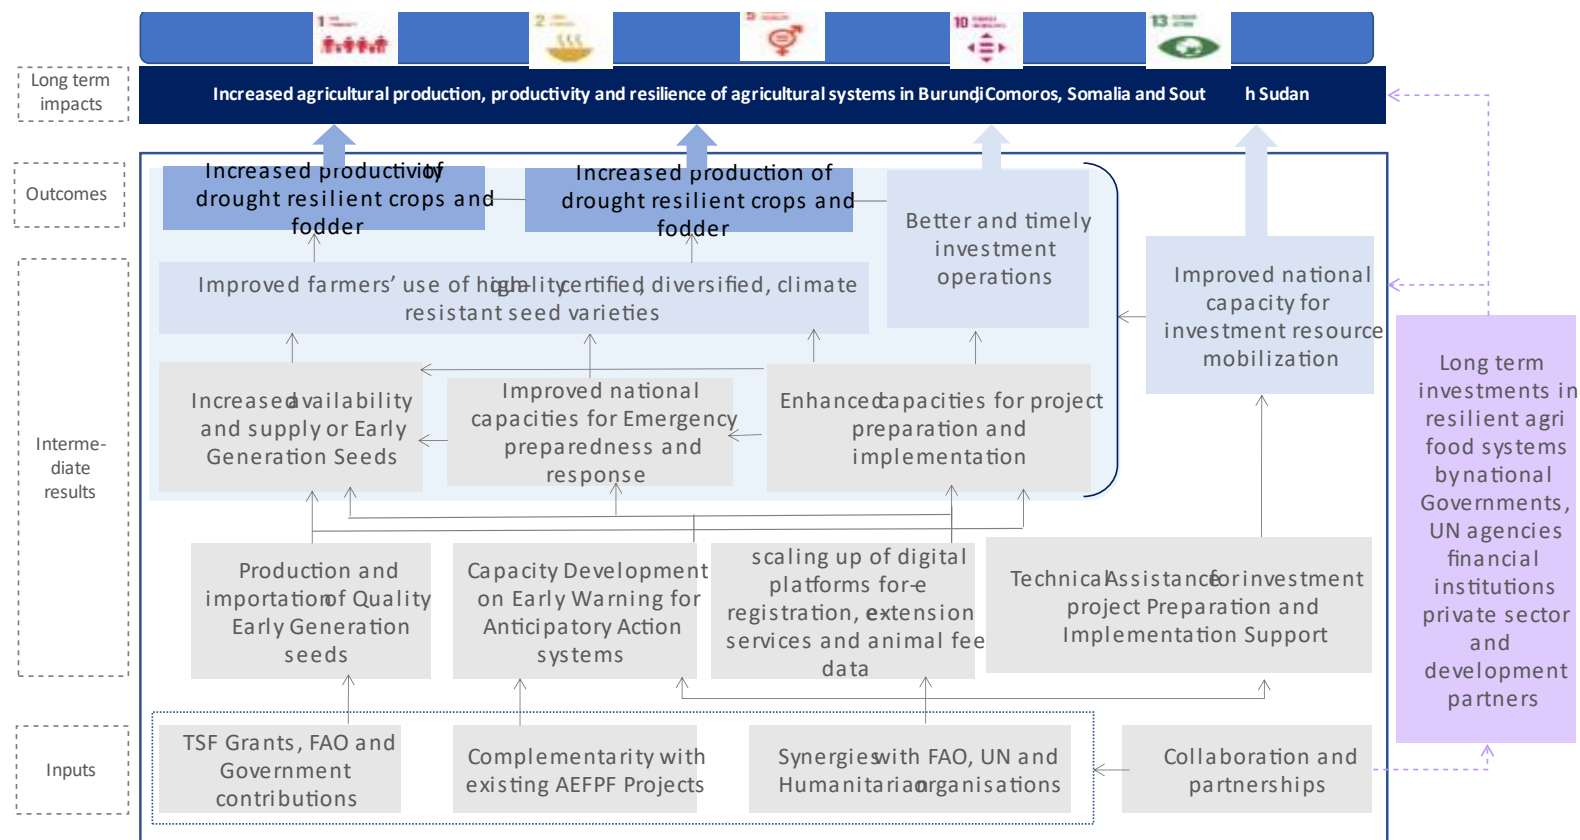 1
2
5
10
13
Long term
impacts
Increased agricultural production, productivity and resilience of agricultural systems in Burundi, Comoros, Somalia and South Sudan
Outcomes
Increased productivity of
drought resilient crops and
fodder
Increased production of
drought resilient crops and
fodder
Better and timely
investment
operations
Improved national
capacity for
investment resource
mobilization
Improved farmers’ use of high-quality certified, diversified, climate
resistant seed varieties
Interme-
diate
results
Increased availability
and supply or Early
Generation Seeds
Improved national
capacities for Emergency
preparedness and
response
Enhanced capacities for project
preparation and
implementation
Production and
importation of Quality
Early Generation
seeds
Capacity Development
on Early Warning for
Anticipatory Action
systems
scaling up of digital
platforms for e-
registration, e-extension
services and animal fee
data
Technical Assistance for investment
project Preparation and
Implementation Support
Inputs
TSF Grants, FAO and
Government
contributions
Complementarity with
existing AEFPF Projects
Synergies with FAO, UN and
Humanitarian organisations
Collaboration and
partnerships
Long term
investments in
resilient agri
food systems
by national
Governments,
UN agencies
financial
institutions
private sector
and
development
partners